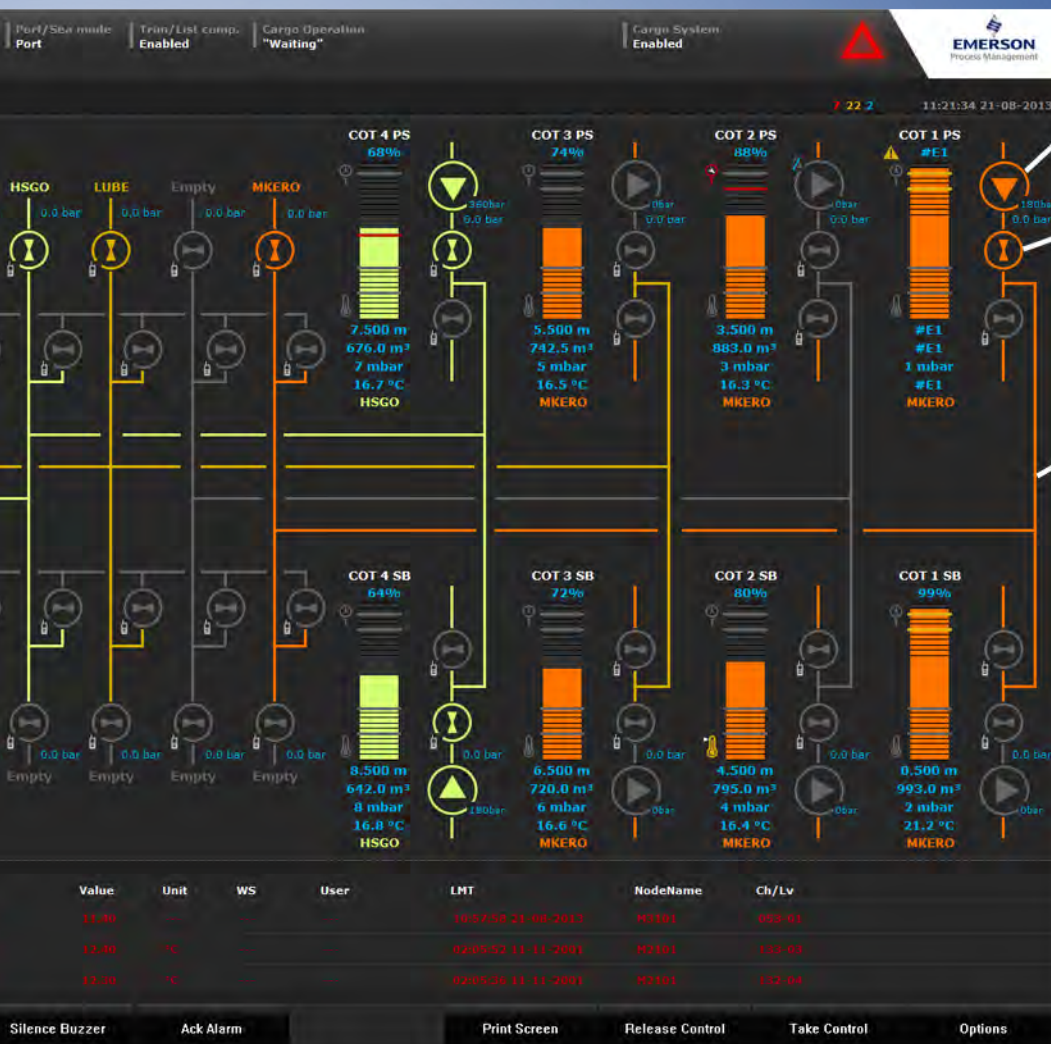 Port/Sea mode Trim/List comp. Cargo Operation Cargo System
Port Enabled "Waiting" Enabled
EMERSON
Process Management
7 22 2 11:21:34 21-08-2013
COT 4 PS COT 3 PS COT 2 PS COT 1 PS
68% 74% 88% #E1
HSGO LUBE Empty MKERO
360bar 0bar 0bar 180ba
0.0 bar 0.0 bar 0.0 bar 0.0 bar 0.0 bar 0.0 bar 0.0 bar 0.0 bar
7.500 m 5.500 m 3.500 m #E1
676.0 m³ 742.5 m³ 883.0 m³ #E1
7 mbar 5 mbar 3 mbar 1 mbar
16.7 °C 16.5 °C 16.3 °C #E1
HSGO MKERO MKERO MKERO
COT 4 SB COT 3 SB COT 2 SB COT 1 SB
64% 72% 80% 99%
0.0 bar 0.0 bar 0.0 bar 0.0 bar 0.0 bar 0.0 bar 0.0 bar 0.0 bar
Empty Empty Empty Empty
8.500 m 6.500 m 4.500 m 0.500 m
642.0 m³ 720.0 m³ 795.0 m³ 993.0 m³
8 mbar 6 mbar 4 mbar 2 mbar
180bar 0bar 0bar 0bar
16.8 °C 16.6 °C 16.4 °C 21.2 °C
HSGO MKERO MKERO MKERO
Value Unit WS User LMT NodeName Ch/Lv
Silence Buzzer Ack Alarm Print Screen Release Control Take Control Options